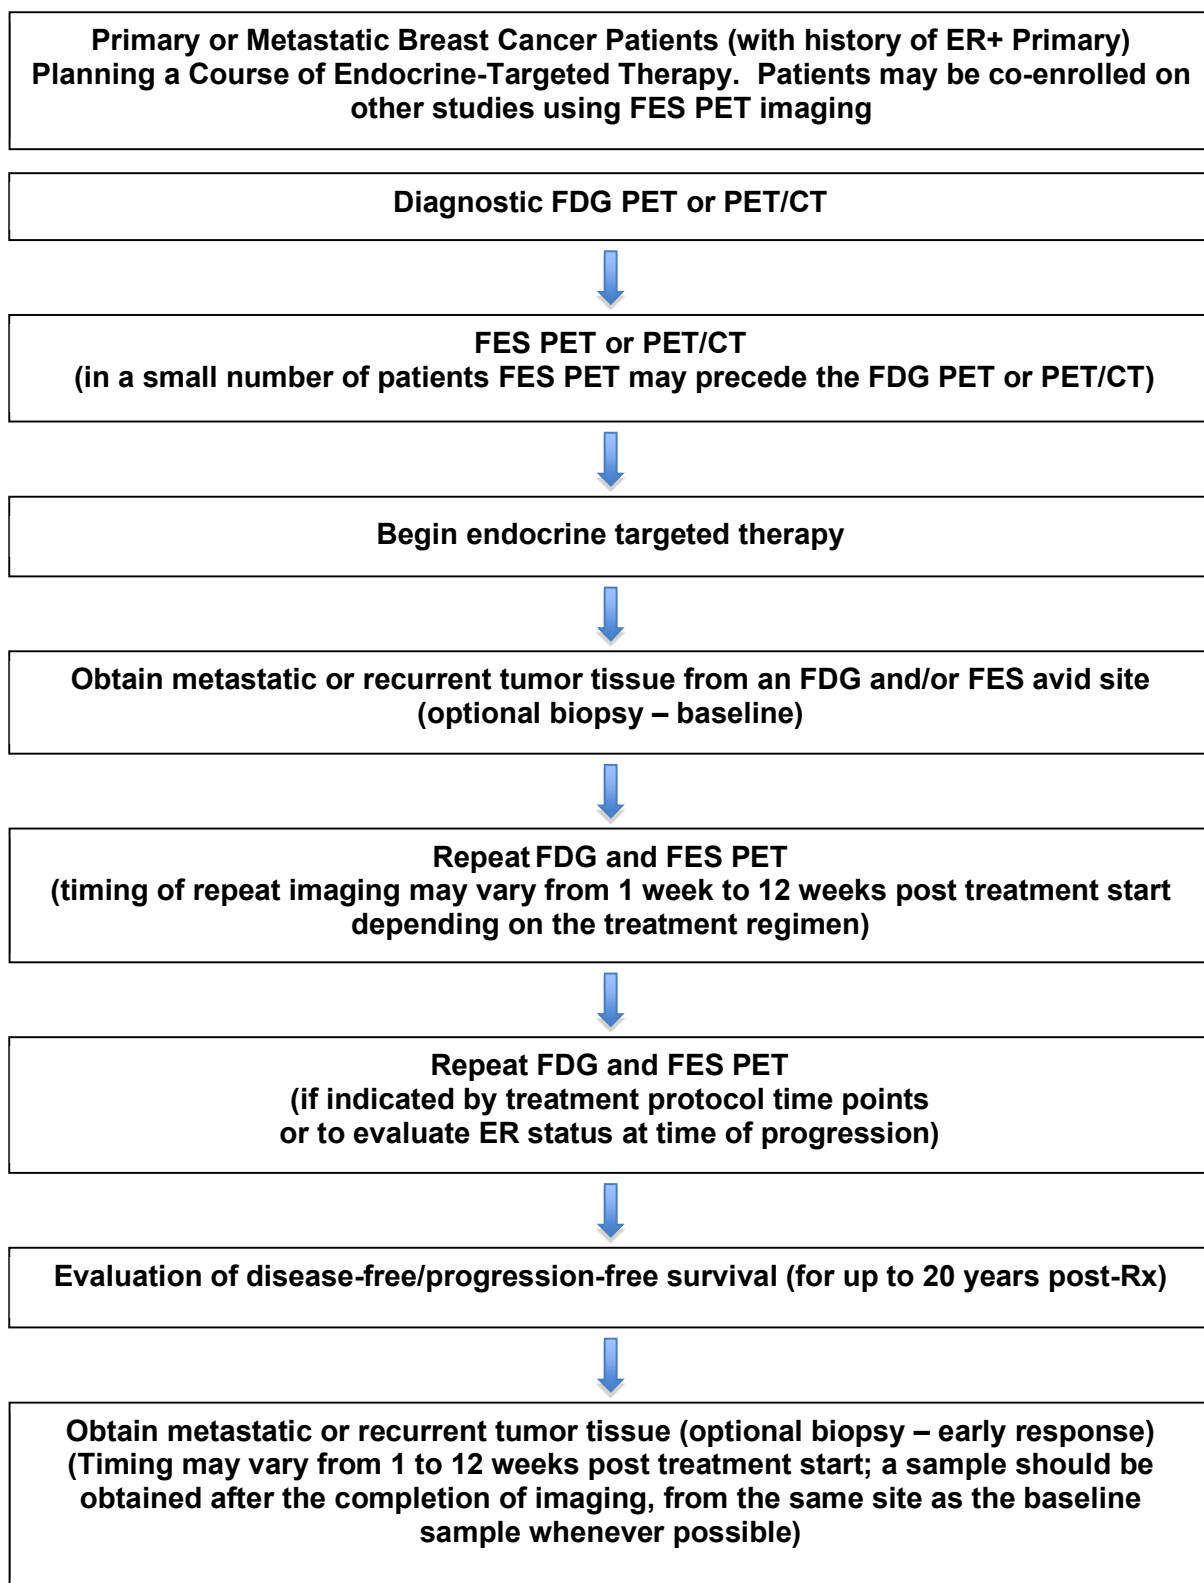 Primary or Metastatic Breast Cancer Patients (with history of ER+ Primary)
Planning a Course of Endocrine-Targeted Therapy.  Patients may be co-enrolled on
other studies using FES PET imaging
Diagnostic FDG PET or PET/CT
FES PET or PET/CT
(in a small number of patients FES PET may precede the FDG PET or PET/CT)
Begin endocrine targeted therapy
Obtain metastatic or recurrent tumor tissue from an FDG and/or FES avid site
(optional biopsy – baseline)
Repeat FDG and FES PET
(timing of repeat imaging may vary from 1 week to 12 weeks post treatment start
depending on the treatment regimen)
Repeat FDG and FES PET
(if indicated by treatment protocol time points
or to evaluate ER status at time of progression)
Evaluation of disease-free/progression-free survival (for up to 20 years post-Rx)
Obtain metastatic or recurrent tumor tissue (optional biopsy – early response)
(Timing may vary from 1 to 12 weeks post treatment start; a sample should be
obtained after the completion of imaging, from the same site as the baseline
sample whenever possible)